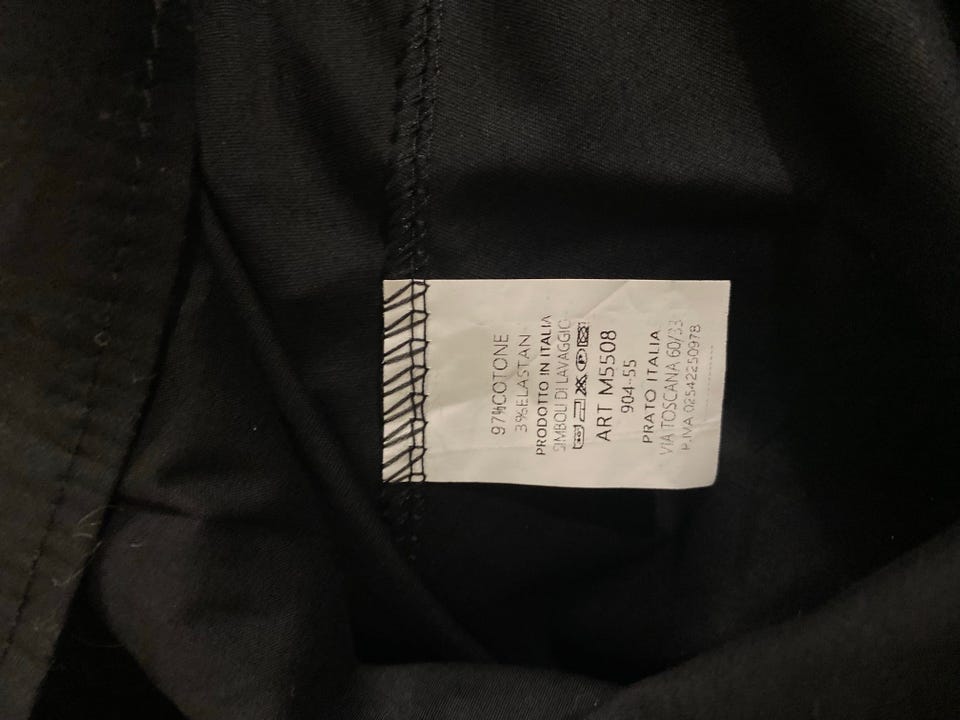 97%COTONE
3%ELASTAN
PRODOTTO IN ITALIA
SIMBOLI DI LAVAGGIO
ART M5508
904-55
PRATO ITALIA
VIA TOSCANA 60/33
P.IVA 02542250978